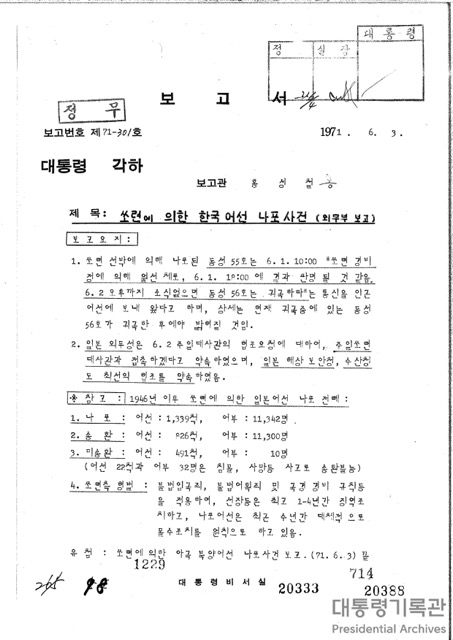 대통령
정
실장
정무
보고서
보고번호 제71-301호
1971. 6. 3.
대통령 각하
보고관 홍성철
제 목: 쏘련에 의한 한국어선 나포사건 (외무부 보고)
보고요지:
1. 쏘련 선박에 의해 나포된 동성 55호는 6.1. 10:00 "쏘련 경비
정에 의해 일선 체포, 6.1. 18:00 에 결과 판명 될 것 같음.
6.2 오후까지 소식없으면 동성 56호는 귀국하라"는 통신을 인근
어선에 보내 왔다고 하며, 상세는 현재 귀국중에 있는 동성
56호가 귀국한 후에야 밝혀질 것임.
2. 일본 외무성은 6.2 주일대사관의 협조요청에 대하여, 주일쏘련
대사관과 접촉하겠다고 약속하였으며, 일본 해상보안청, 수산청
도 최선의 협조를 약속하였음.
※ 참고: 1946년 이후 쏘련에 의한 일본어선 나포 전례:
1. 나 포: 어선: 1,339척, 어부: 11,342명
2. 송 환: 어선: 826척, 어부: 11,300명
3. 미송환: 어선: 491척, 어부: 10명
(어선 22척과 어부 32명은 침몰, 사망등 사고로 송환불능)
4. 쏘련측 형법: 불법입국죄, 불법어획죄 및 국경 경비 규칙등
을 적용하여, 선장등은 최고 1-4년간 징역조
치하고, 나포어선은 최근 수년간 대체적으로
몰수조치를 원칙으로 하고 있음.
유 첨: 쏘련에의한 아국 북양어선 나포사건 보고. (71.6.3) 끝
1229
714
대통령비서실
20333
20388
대통령기록관
Presidential Archives